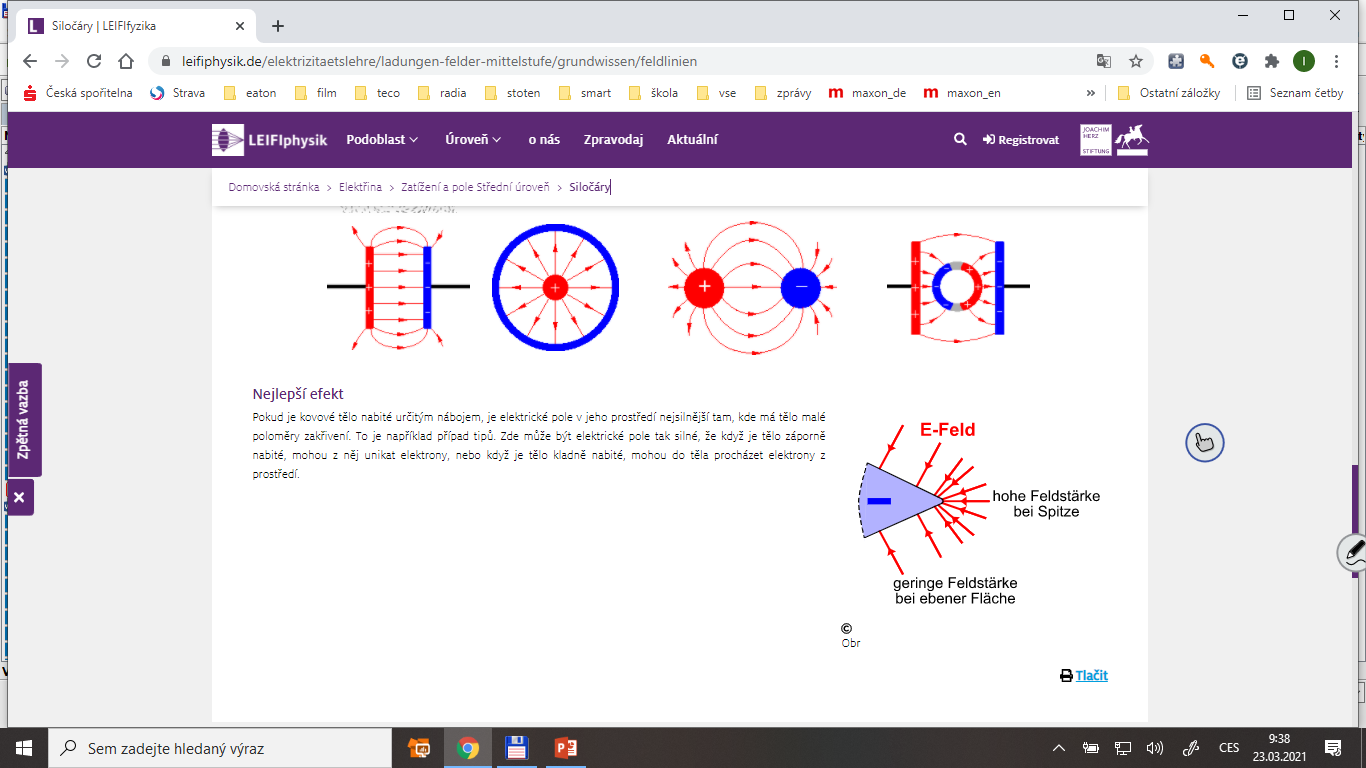 Siločáry | LEIFIfyzika
leifiphysik.de/elektrizitaetslehre/ladungen-felder-mittelstufe/grundwissen/feldlinien
Česká spořitelna Strava eaton film teco radia stoten smart škola vse zprávy maxon_de maxon_en » Ostatní záložky Seznam četby
LEIFIphysik Podoblast Úroveň o nás Zpravodaj Aktuální Registrovat JOACHIM HERZ STIFTUNG
Domovská stránka > Elektřina > Zatížení a pole Střední úroveň > Siločáry
Zpětná vazba
Nejlepší efekt
Pokud je kovové tělo nabité určitým nábojem, je elektrické pole v jeho prostředí nejsilnější tam, kde má tělo malé
poloměry zakřivení. To je například případ tipů. Zde může být elektrické pole tak silné, že když je tělo záporně
nabité, mohou z něj unikat elektrony, nebo když je tělo kladně nabité, mohou do těla procházet elektrony z
prostředí.
E-Feld
hohe Feldstärke
bei Spitze
geringe Feldstärke
bei ebener Fläche
©
Obr
Tlačit
Sem zadejte hledaný výraz
CES
9:38
23.03.2021